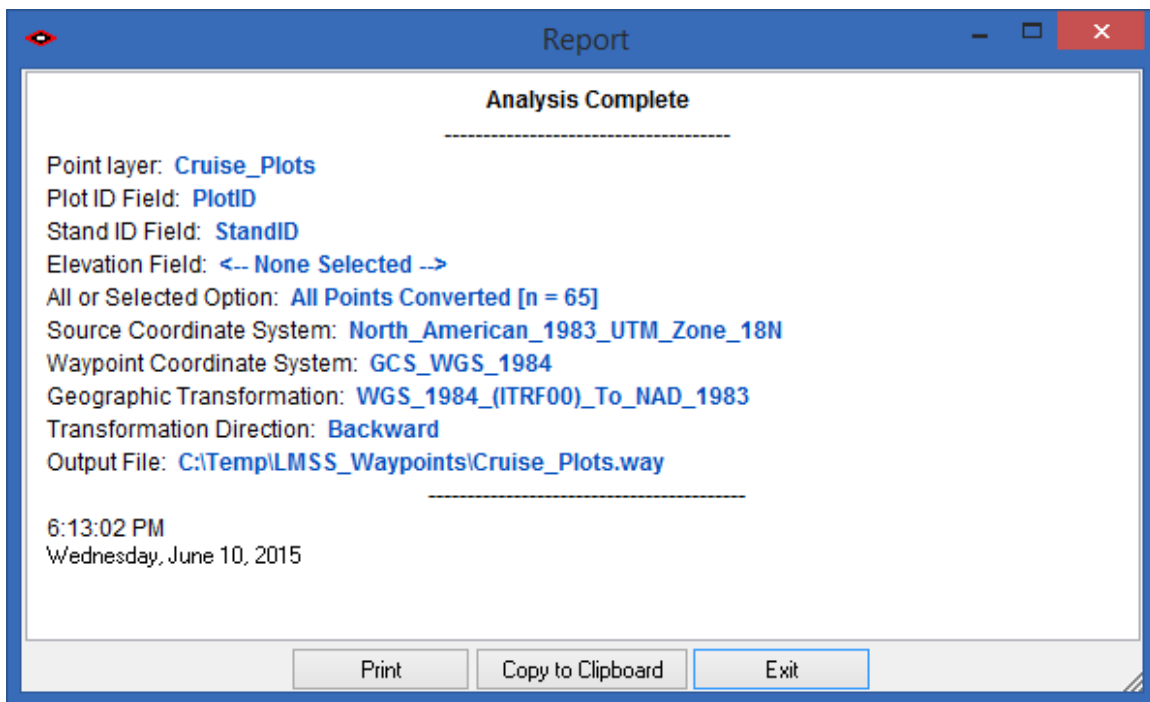 Report
Analysis Complete
-------------------------------------
Point layer: Cruise_Plots
Plot ID Field: PlotID
Stand ID Field: StandID
Elevation Field: <-- None Selected -->
All or Selected Option: All Points Converted [n = 65]
Source Coordinate System: North_American_1983_UTM_Zone_18N
Waypoint Coordinate System: GCS_WGS_1984
Geographic Transformation: WGS_1984_(ITRF00)_To_NAD_1983
Transformation Direction: Backward
Output File: C:\Temp\LMSS_Waypoints\Cruise_Plots.way
-----------------------------------------
6:13:02 PM
Wednesday, June 10, 2015
Print Copy to Clipboard Exit